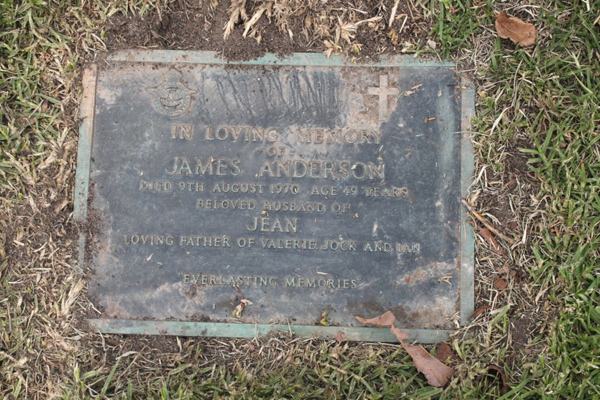 IN LOVING MEMORY
OF
JAMES ANDERSON
DIED 9TH AUGUST 1970 AGE 49 YEARS
BELOVED HUSBAND OF
JEAN
LOVING FATHER OF VALERIE JOCK AND IAN
"EVERLASTING MEMORIES"